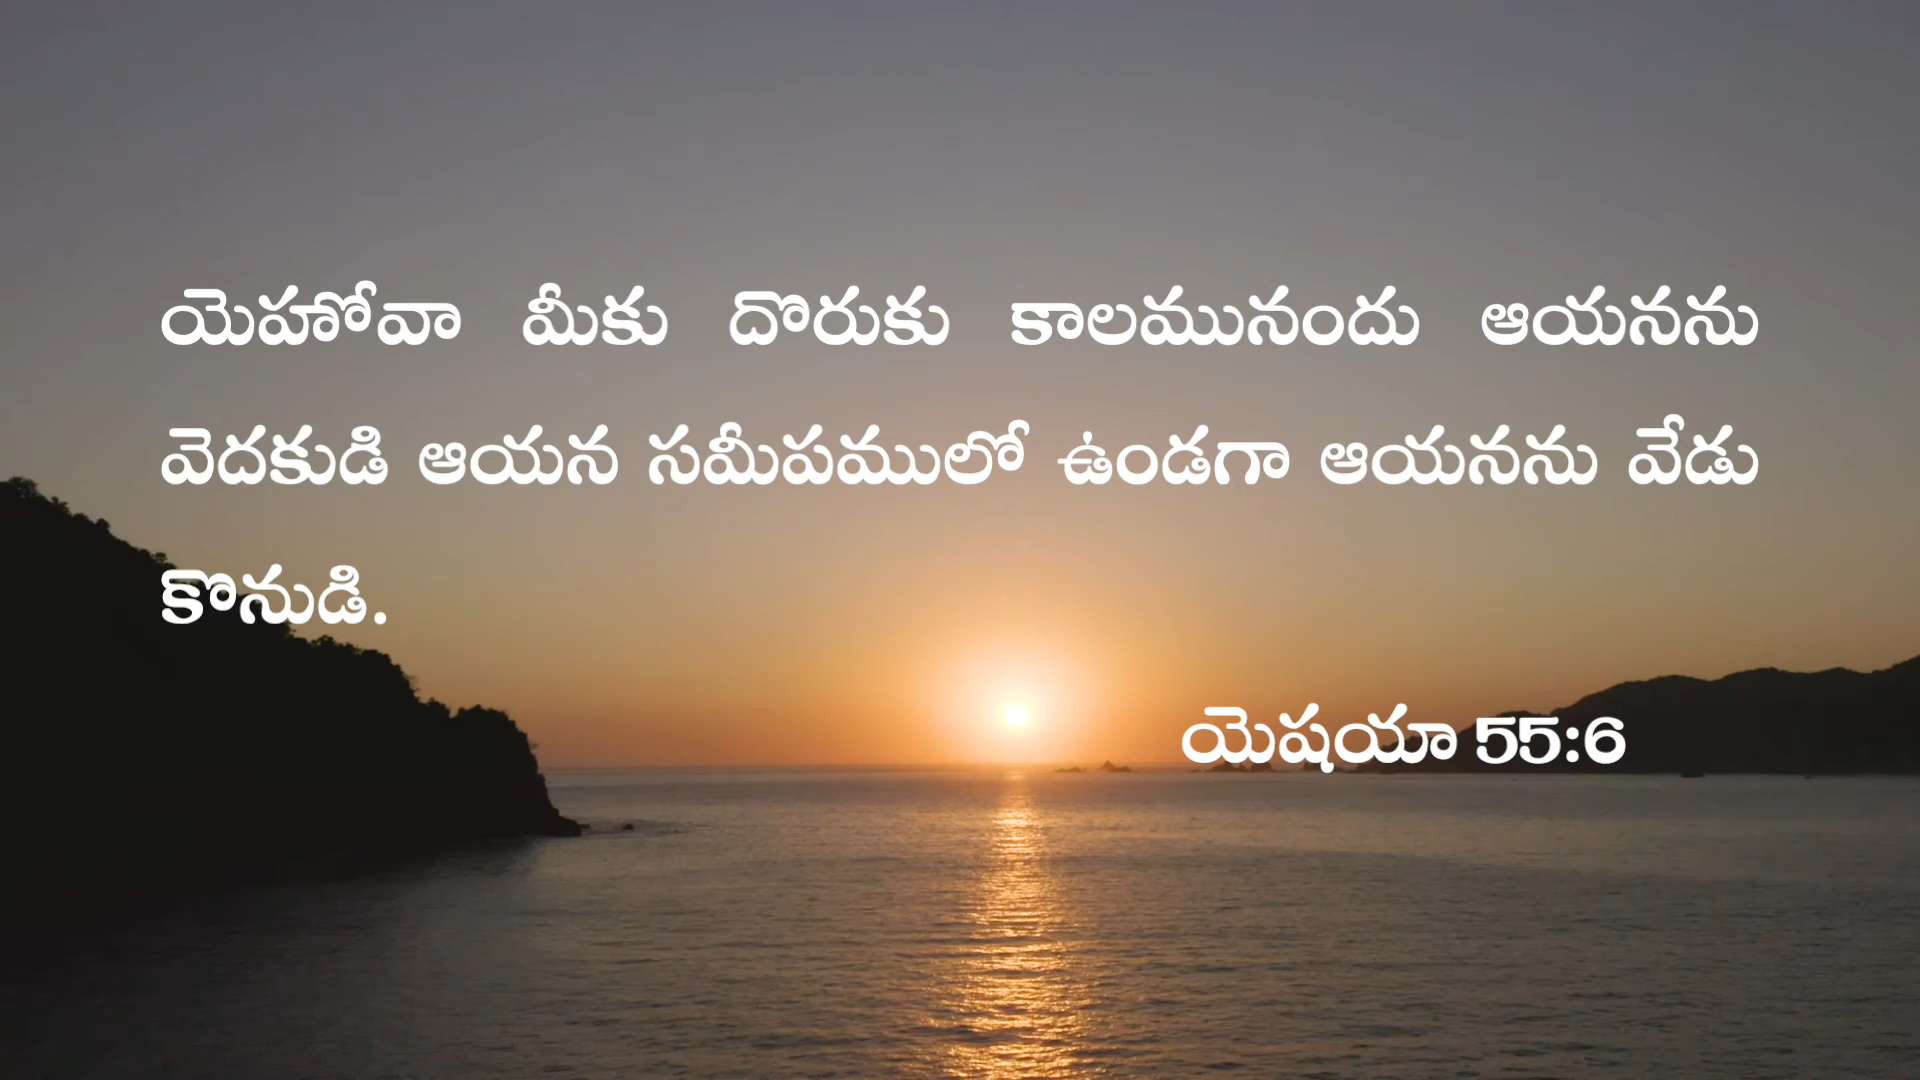 యెహోవా మీకు దొరుకు కాలమునందు ఆయనను
వెదకుడి ఆయన సమీపములో ఉండగా ఆయనను వేడు
కొనుడి.
యెషయా 55:6